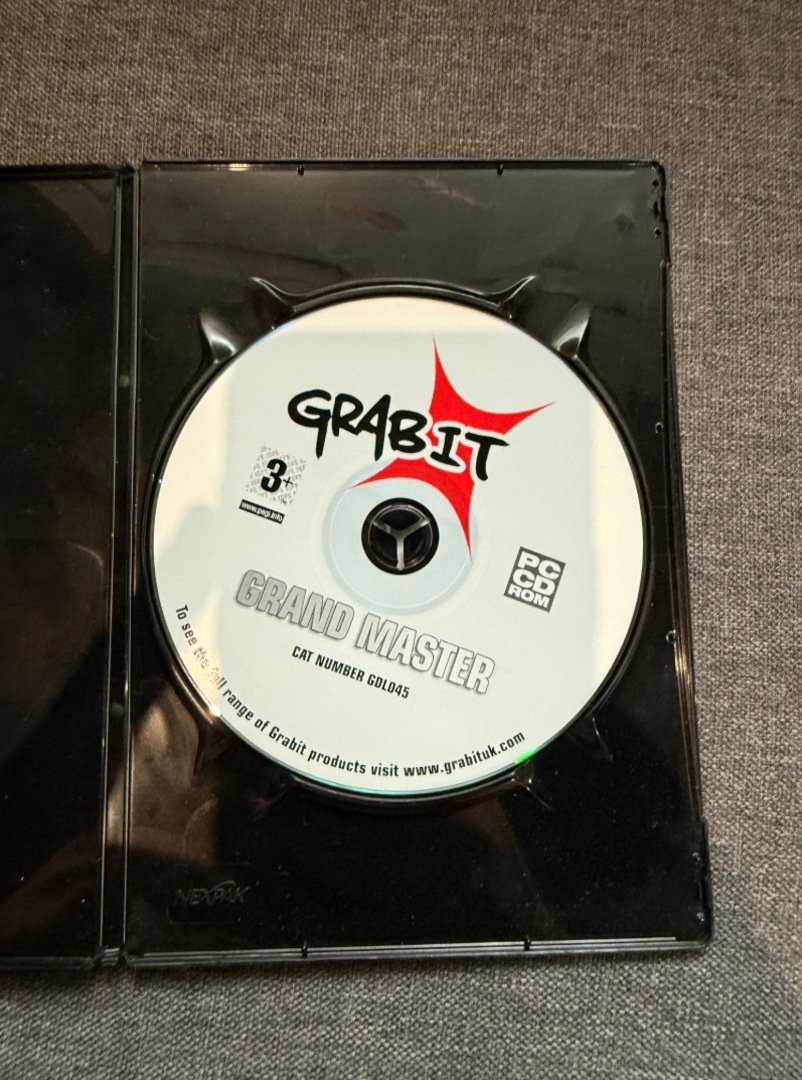 GRABIT
3+
www.pegi.info
PC
CD
ROM
GRAND MASTER
CAT NUMBER GDL045
To see the full range of Grabit products visit www.grabituk.com
NEXPAK